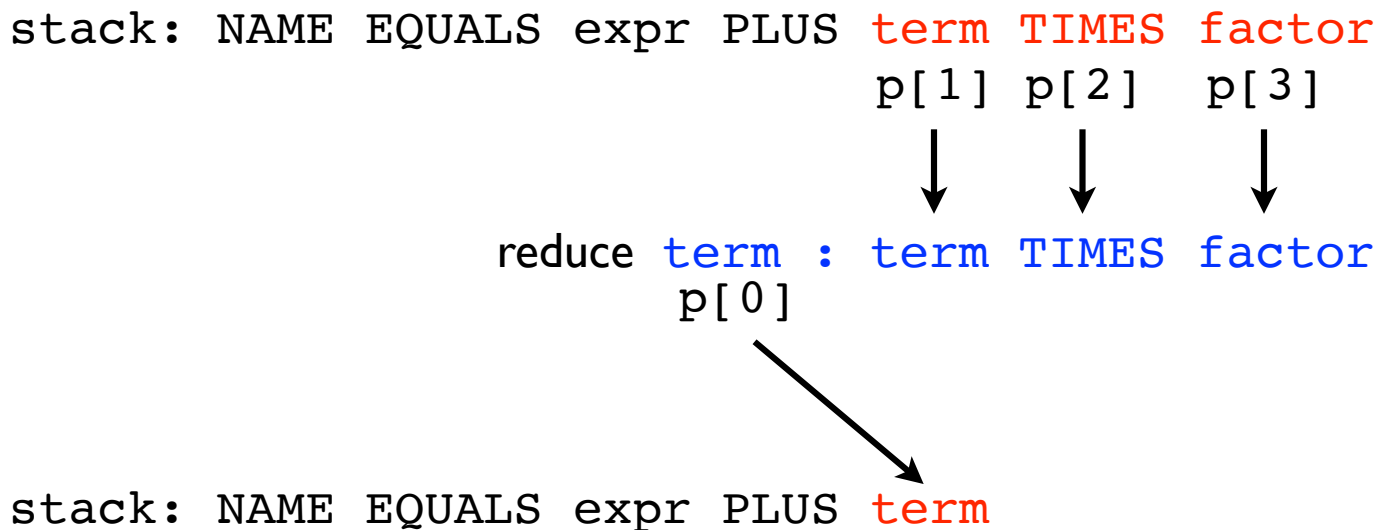 stack: NAME EQUALS expr PLUS term TIMES factor
p[1] p[2] p[3]
reduce term : term TIMES factor
p[0]
stack: NAME EQUALS expr PLUS term